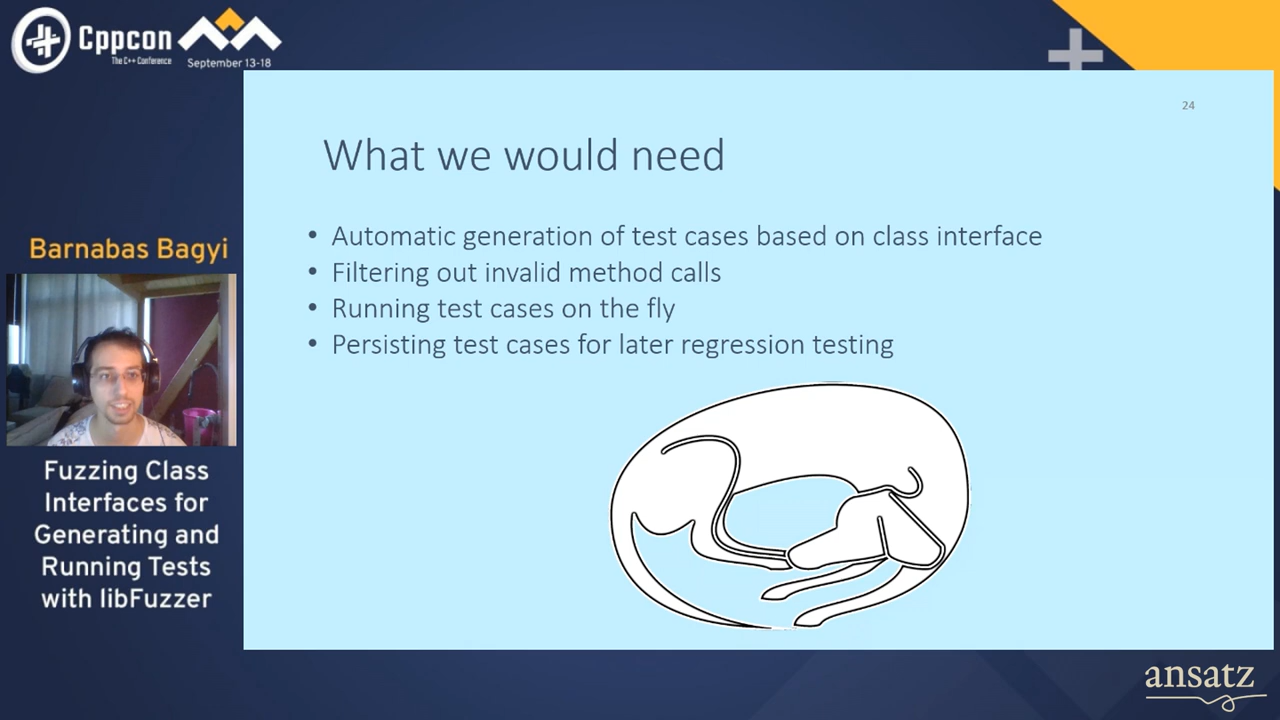 Cppcon
The C++ Conference
September 13-18
24
What we would need
• Automatic generation of test cases based on class interface
• Filtering out invalid method calls
• Running test cases on the fly
• Persisting test cases for later regression testing
Barnabas Bagyi
Fuzzing Class
Interfaces for
Generating and
Running Tests
with libFuzzer
ansatz